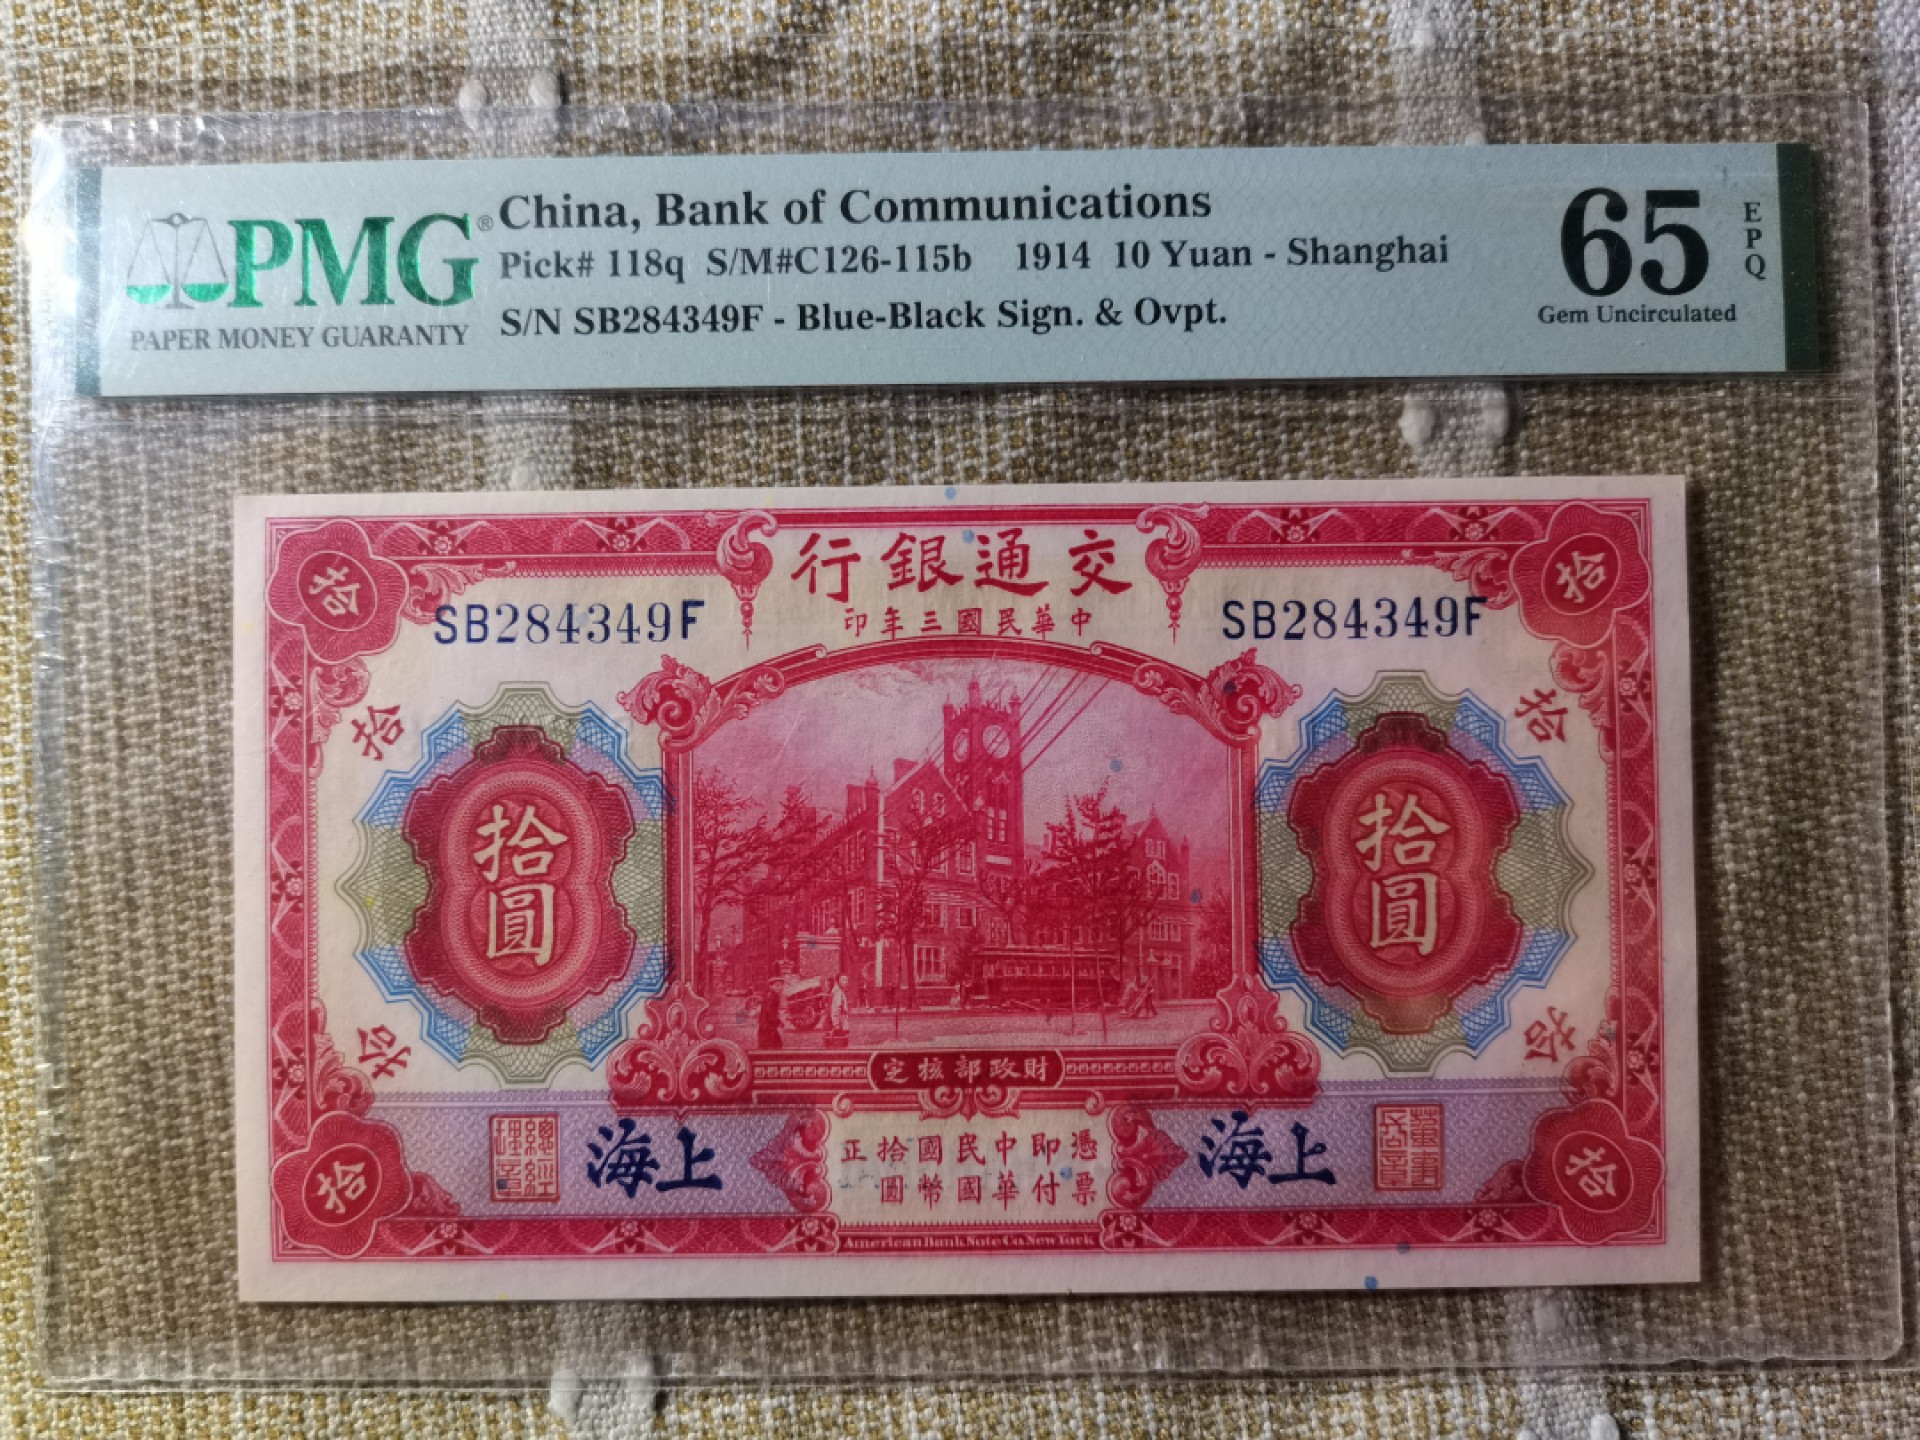 PMG®
PAPER MONEY GUARANTY
China, Bank of Communications
Pick# 118q S/M#C126-115b 1914 10 Yuan - Shanghai
S/N SB284349F - Blue-Black Sign. & Ovpt.
65
EPQ
Gem Uncirculated
行銀通交
印年三國民華中
拾
拾
SB284349F
SB284349F
拾
拾
拾圓
拾圓
拾
拾
定核部政財
海上
海上
正拾國民中即憑
圓幣國華付票
拾
拾
American Bank Note Co. New York